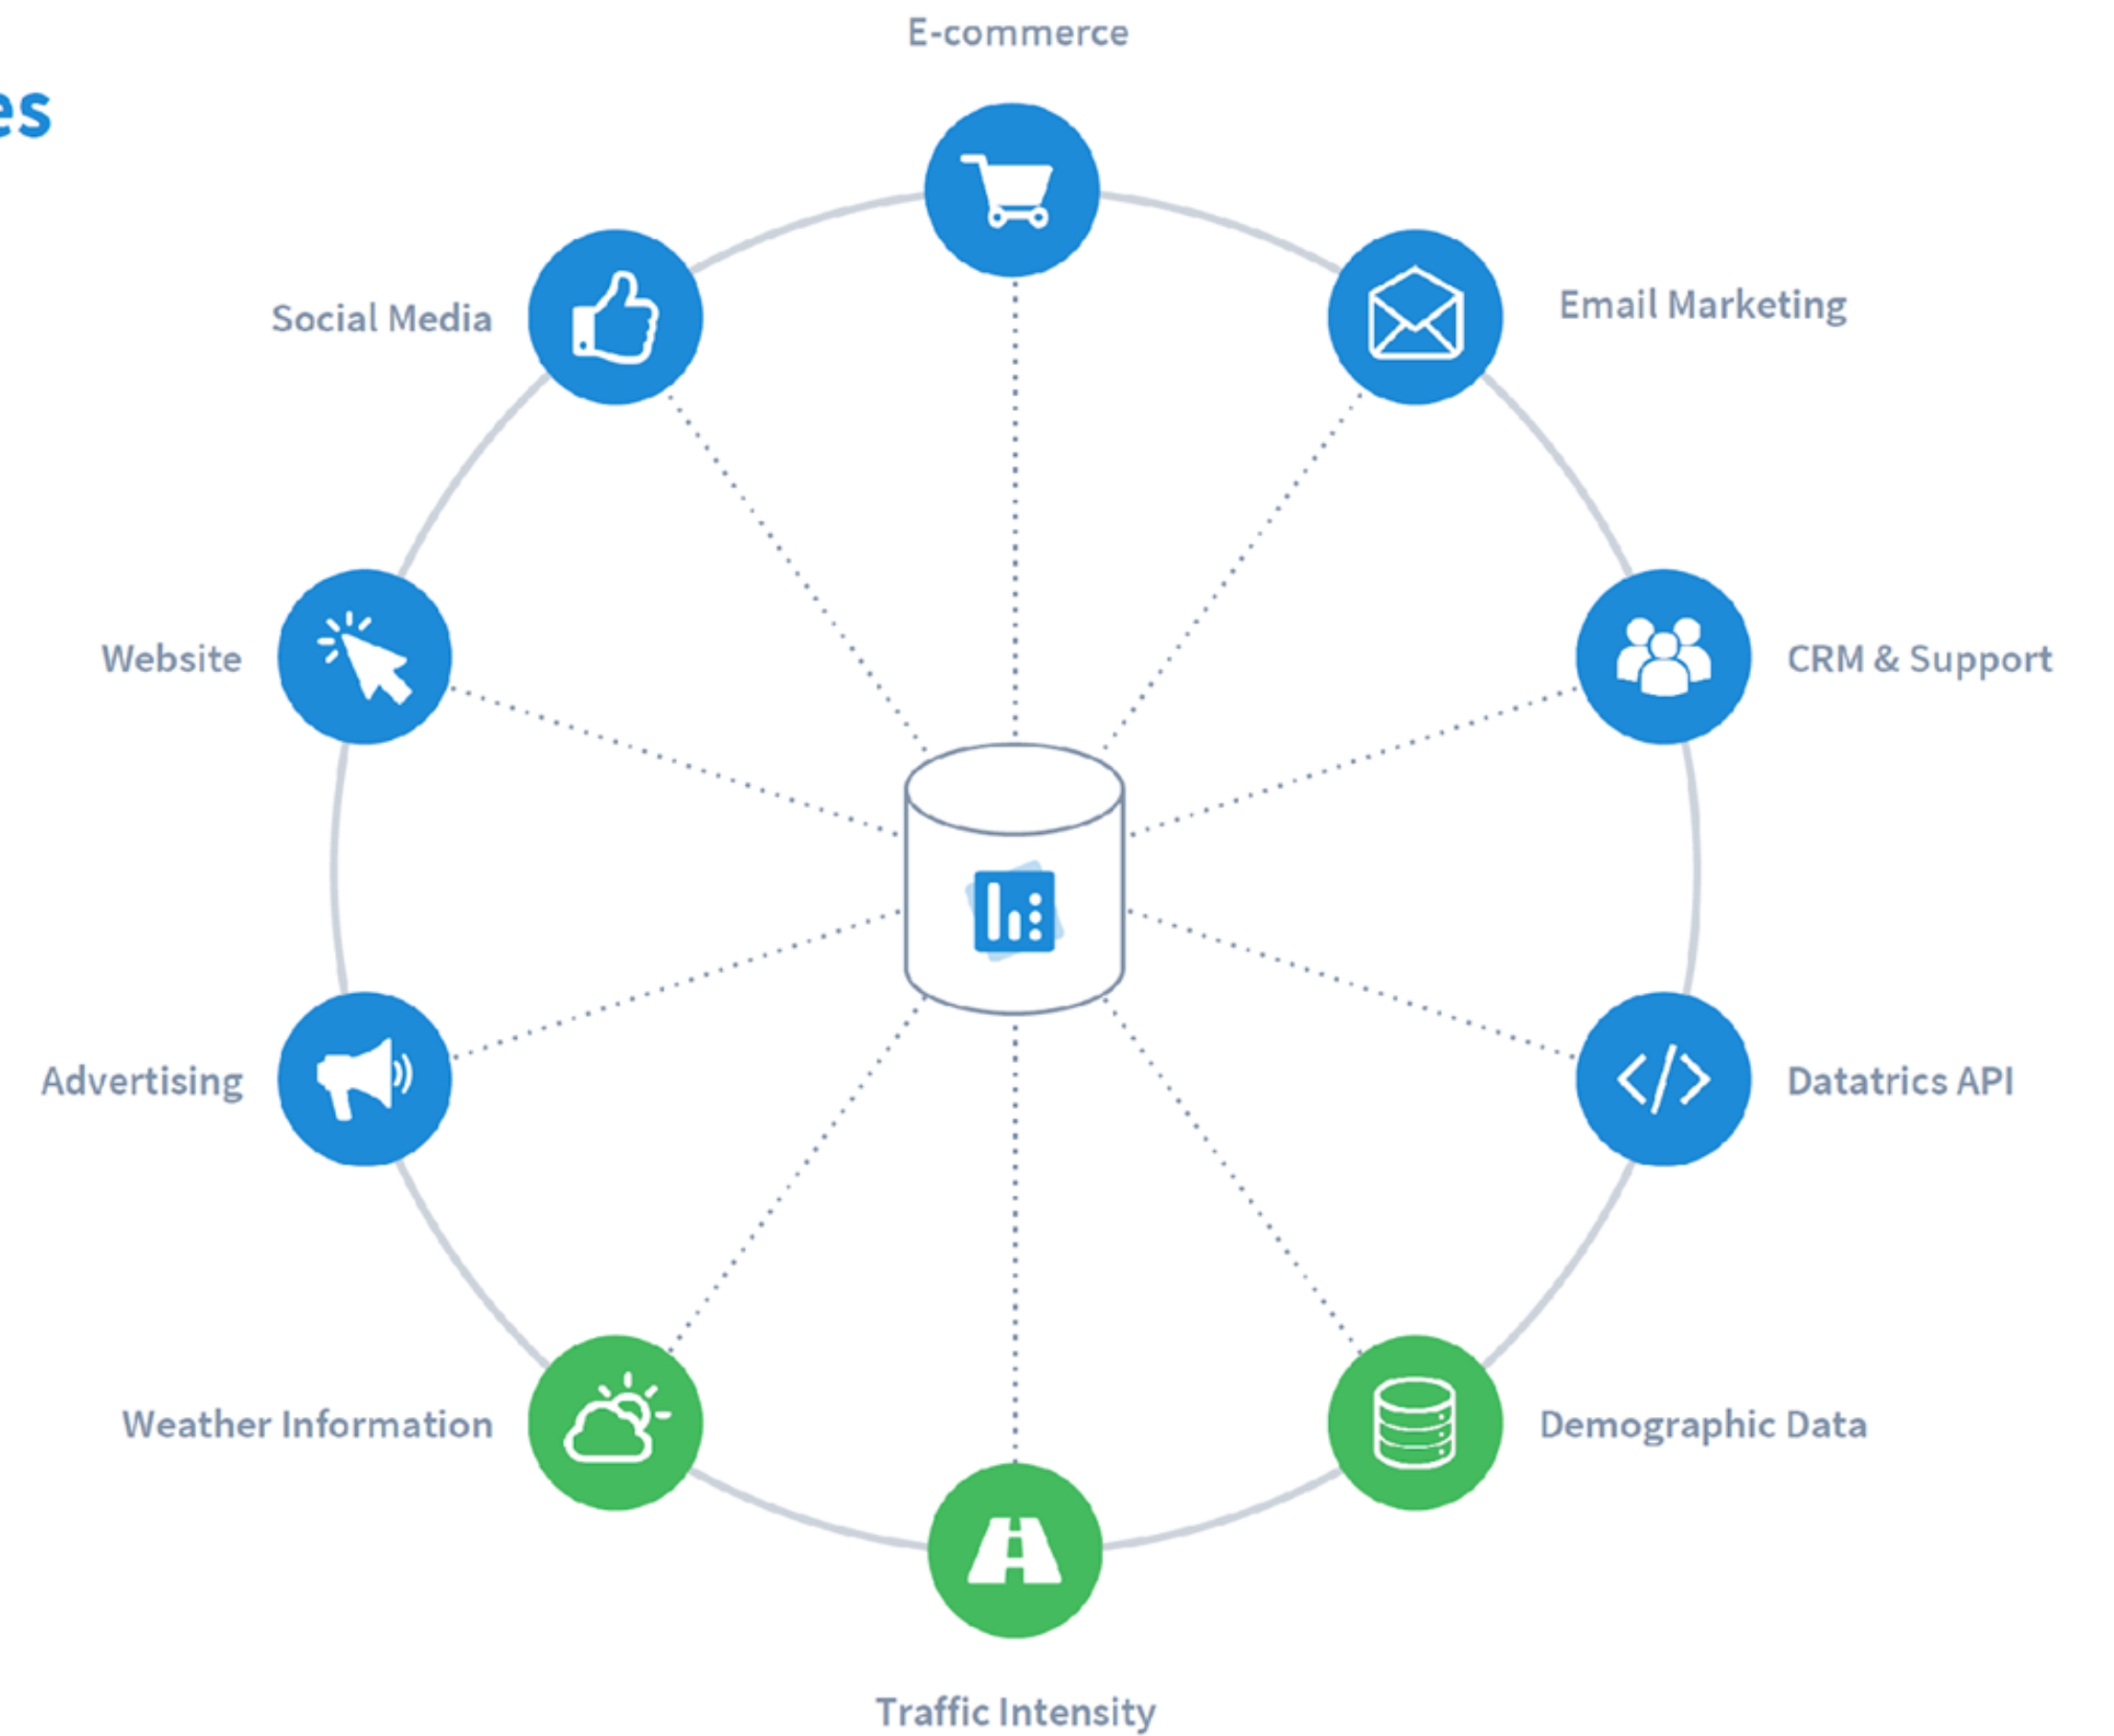 E-commerce
es
Social Media
Email Marketing
Website
CRM & Support
Advertising
Datatrics API
Weather Information
Demographic Data
Traffic Intensity